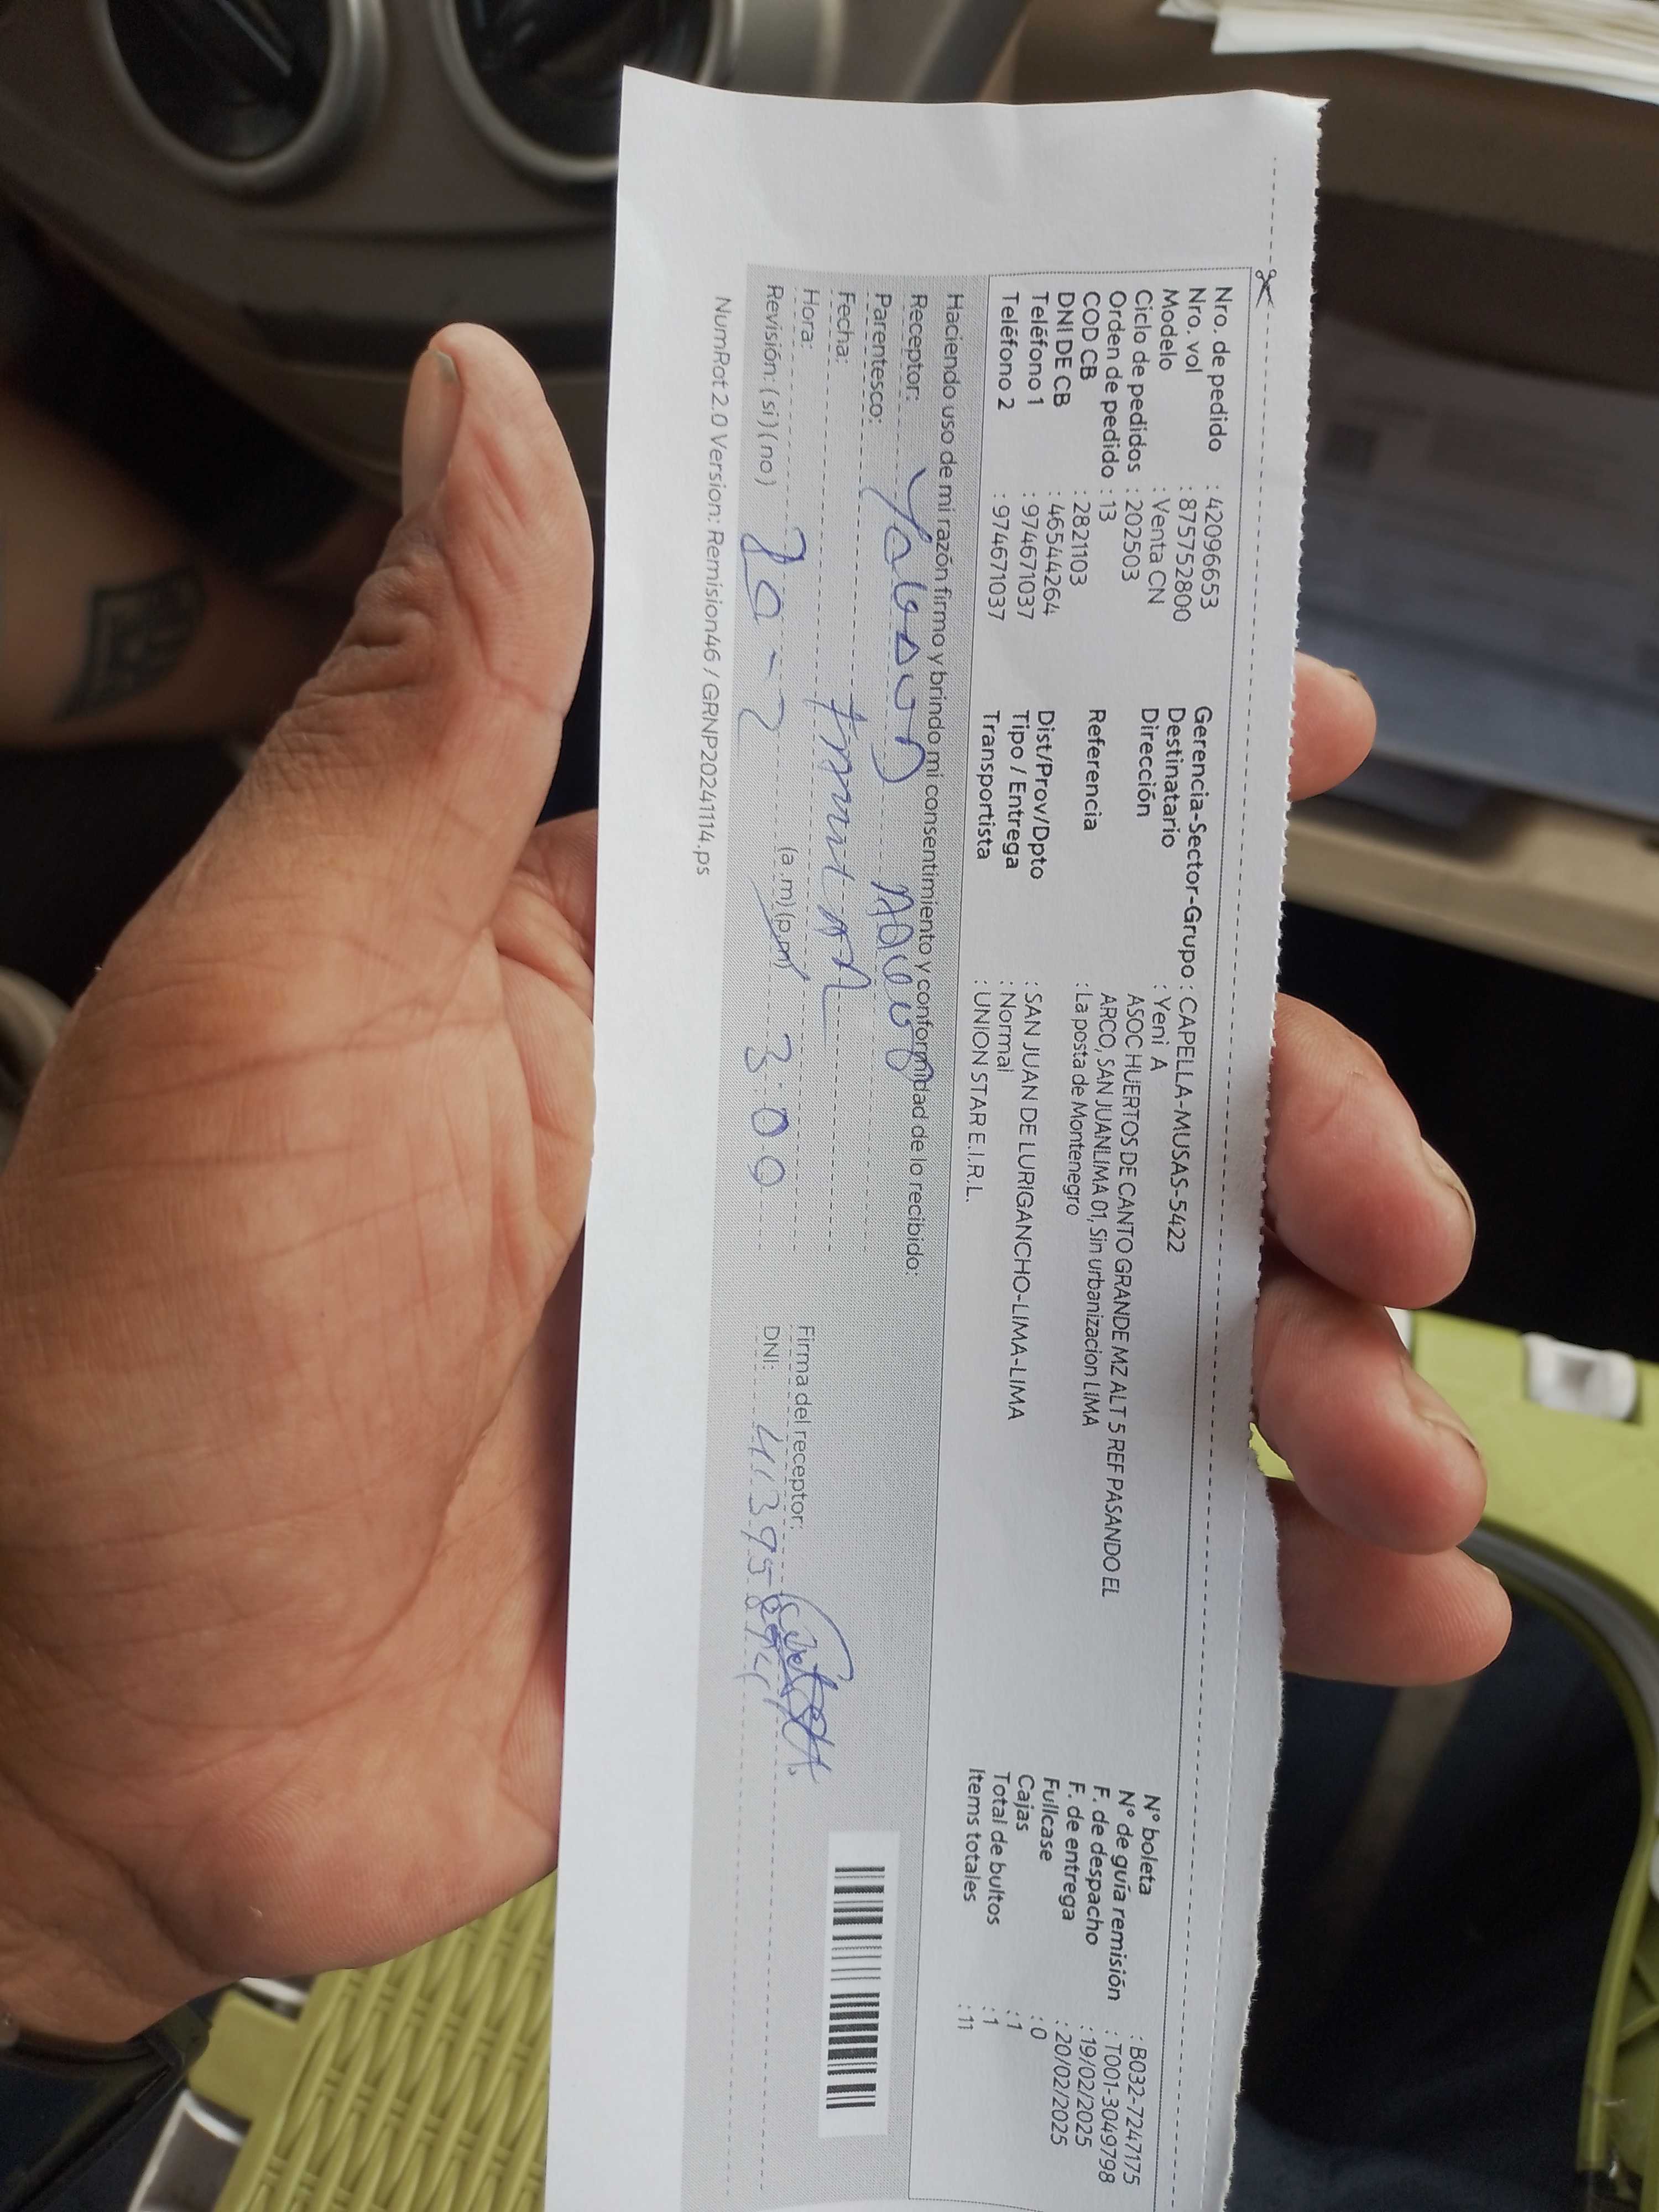 Nro. de pedido : 42096653
Nro. vol : 875752800
Modelo : Venta CN
Ciclo de pedidos : 202503
Orden de pedido : 13
COD CB : 2821103
DNI DE CB : 46544264
Teléfono 1 : 974671037
Teléfono 2 : 974671037
Gerencia-Sector-Grupo : CAPELLA-MUSAS-5422
Destinatario : Yeni A
Dirección ASOC HUERTOS DE CANTO GRANDE MZ A LT 5 REF PASANDO EL
ARCO, SAN JUANLIMA 01, Sin urbanizacion LIMA
Referencia : La posta de Montenegro
Dist/Prov/Dpto : SAN JUAN DE LURIGANCHO-LIMA-LIMA
Tipo / Entrega : Normal
Transportista : UNION STAR E.I.R.L.
N° boleta : B032-7247175
N° de guía remisión : T001-3049798
F. de despacho : 19/02/2025
F. de entrega : 20/02/2025
Fullcase : 0
Cajas : 1
Total de bultos : 1
Items totales : 11
Haciendo uso de mi razón firmo y brindo mi consentimiento y conformidad de lo recibido:
Receptor:
Parentesco:
Fecha:
Hora: (a.m) (p.m) 3:00
Revisión: (si) (no) 20-2
Firma del receptor:
DNI:
NumRot 2.0 Version: Remision46 / GRNP20241114.ps